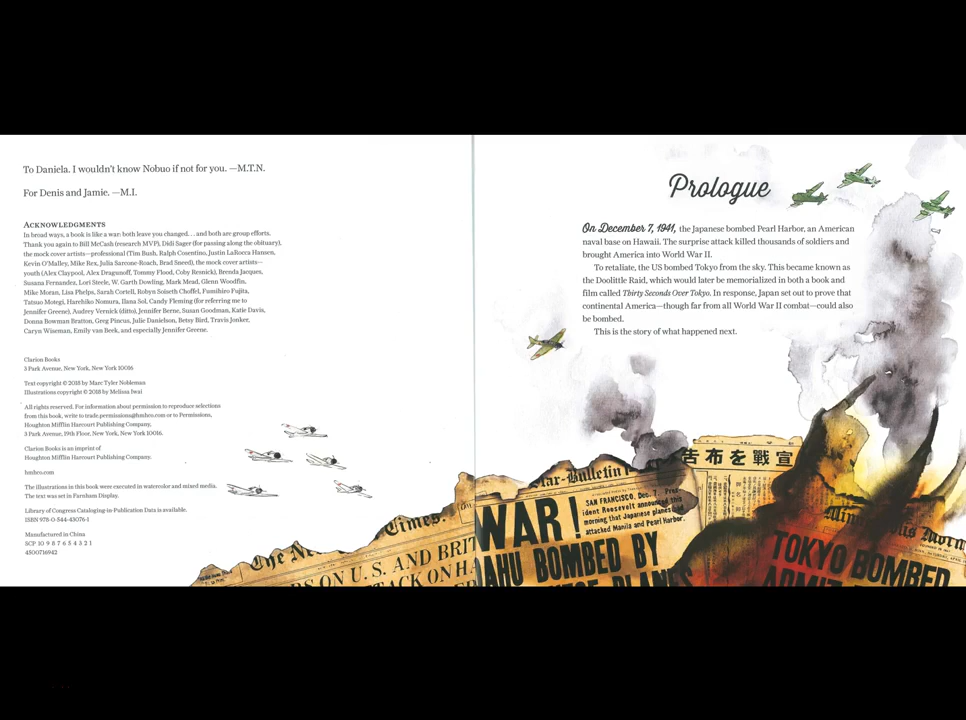 To Daniela. I wouldn't know Nobuo if not for you. —M.T.N.
For Denis and Jamie. —M.I.
ACKNOWLEDGMENTS
In broad ways, a book is like a war: both leave you changed . . . and both are group efforts.
Thank you again to Bill McCash (research MVP), Didi Sager (for passing along the obituary),
the mock cover artists—professional (Tim Bush, Ralph Cosentino, Justin LaRocca Hansen,
Kevin O'Malley, Mike Rex, Julia Sarcone-Roach, Brad Sneed), the mock cover artists—
youth (Alex Claypool, Alex Dragunoff, Tommy Flood, Coby Resnick), Brenda Jacques,
Susana Fernandez, Lori Steele, W. Garth Dowling, Mark Mead, Glenn Woodfin,
Mike Moran, Lisa Phelps, Sarah Cortell, Robyn Soiseth Choffel, Fumihiro Fujita,
Tatsuo Motegi, Harehiko Nomura, Ilana Sol, Candy Fleming (for referring me to
Jennifer Greene), Audrey Vernick (ditto), Jennifer Berne, Susan Goodman, Katie Davis,
Donna Bowman Bratton, Greg Pincus, Julie Danielson, Betsy Bird, Travis Jonker,
Caryn Wiseman, Emily van Beek, and especially Jennifer Greene.
Clarion Books
3 Park Avenue, New York, New York 10016
Text copyright © 2018 by Marc Tyler Nobleman
Illustrations copyright © 2018 by Melissa Iwai
All rights reserved. For information about permission to reproduce selections
from this book, write to trade.permissions@hmhco.com or to Permissions,
Houghton Mifflin Harcourt Publishing Company,
3 Park Avenue, 19th Floor, New York, New York 10016.
Clarion Books is an imprint of
Houghton Mifflin Harcourt Publishing Company.
hmhco.com
The illustrations in this book were executed in watercolor and mixed media.
The text was set in Farnham Display.
Library of Congress Cataloging-in-Publication Data is available.
ISBN 978-0-544-43076-1
Manufactured in China
SCP 10 9 8 7 6 5 4 3 2 1
4500716942
Prologue
On December 7, 1941, the Japanese bombed Pearl Harbor, an American
naval base on Hawaii. The surprise attack killed thousands of soldiers and
brought America into World War II.
To retaliate, the US bombed Tokyo from the sky. This became known as
the Doolittle Raid, which would later be memorialized in both a book and
film called Thirty Seconds Over Tokyo. In response, Japan set out to prove that
continental America—though far from all World War II combat—could also
be bombed.
This is the story of what happened next.
The N
Times.
RS ON U. S. AND BRIT
TACK ON HA
Star-Bulletin
WAR!
SAN FRANCISCO, Dec. 7. Pres
ident Roosevelt announced this
morning that Japanese planes
attacked Manila and Pearl Harbor.
AHU BOMBED BY
ESE PLANES
告布を戰宣
TOKYO BOMBED
ADMIT